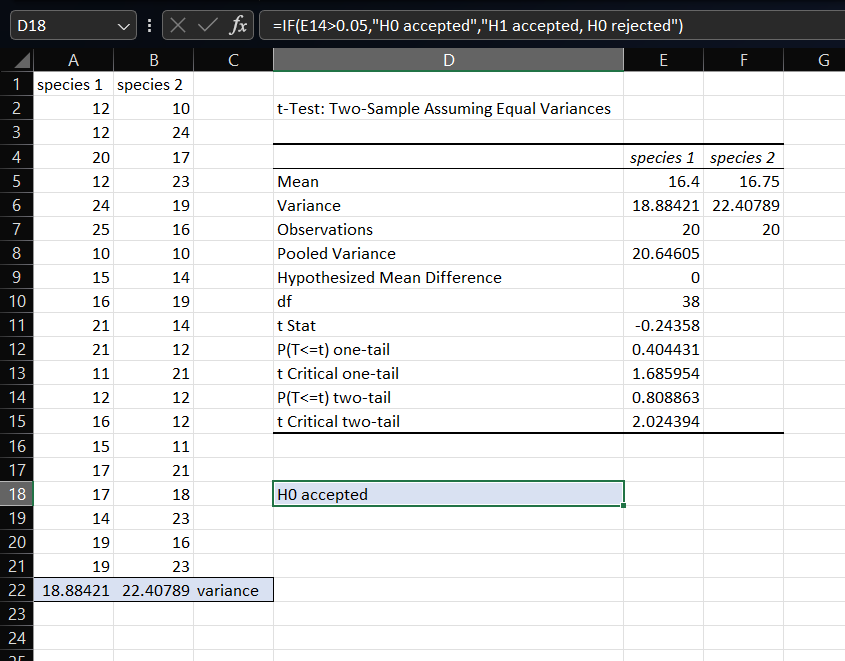 D18 fx =IF(E14>0.05,"H0 accepted","H1 accepted, H0 rejected")
A B C D E F G
1 species 1 species 2
2 12 10 t-Test: Two-Sample Assuming Equal Variances
3 12 24
4 20 17 species 1 species 2
5 12 23 Mean 16.4 16.75
6 24 19 Variance 18.88421 22.40789
7 25 16 Observations 20 20
8 10 10 Pooled Variance 20.64605
9 15 14 Hypothesized Mean Difference 0
10 16 19 df 38
11 21 14 t Stat -0.24358
12 21 12 P(T<=t) one-tail 0.404431
13 11 21 t Critical one-tail 1.685954
14 12 12 P(T<=t) two-tail 0.808863
15 16 12 t Critical two-tail 2.024394
16 15 11
17 17 21
18 17 18 H0 accepted
19 14 23
20 19 16
21 19 23
22 18.88421 22.40789 variance
23
24
25